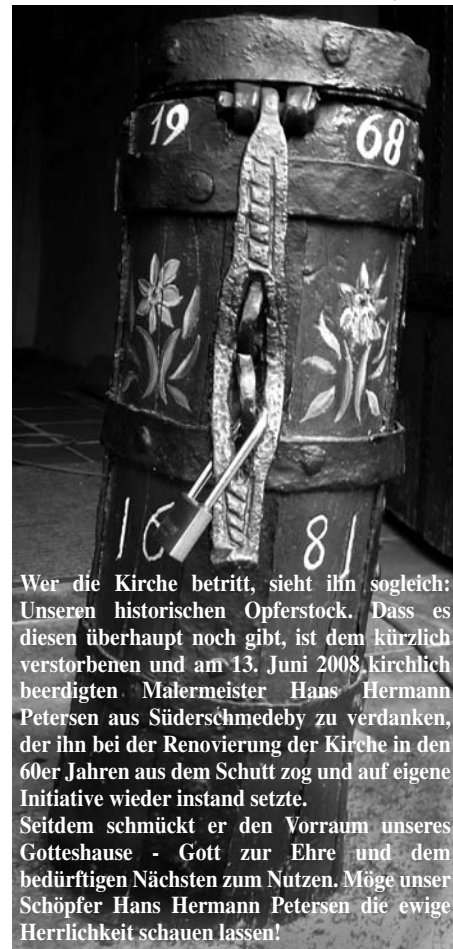 19 68
16 81
Wer die Kirche betritt, sieht ihn sogleich:
Unseren historischen Opferstock. Dass es
diesen überhaupt noch gibt, ist dem kürzlich
verstorbenen und am 13. Juni 2008 kirchlich
beerdigten Malermeister Hans Hermann
Petersen aus Süderschmedeby zu verdanken,
der ihn bei der Renovierung der Kirche in den
60er Jahren aus dem Schutt zog und auf eigene
Initiative wieder instand setzte.
Seitdem schmückt er den Vorraum unseres
Gotteshause - Gott zur Ehre und dem
bedürftigen Nächsten zum Nutzen. Möge unser
Schöpfer Hans Hermann Petersen die ewige
Herrlichkeit schauen lassen!